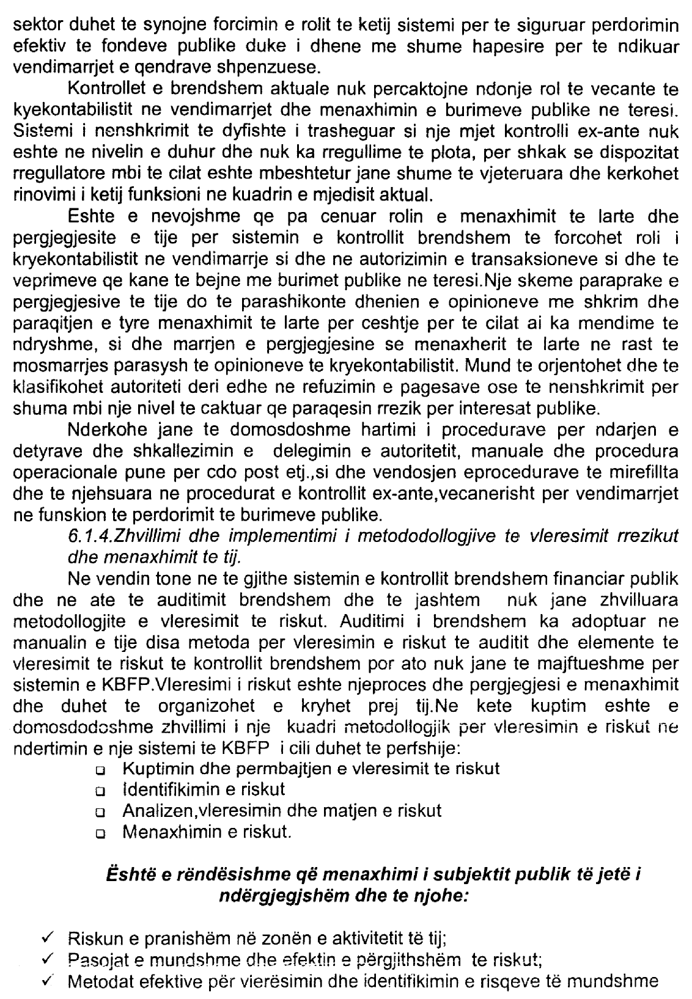 sektor duhet te synojne forcimin e rolit te ketij sistemi per te siguruar perdorimin
efektiv te fondeve publike duke i dhene me shume hapesire per te ndikuar
vendimarrjet e qendrave shpenzuese.
Kontrollet e brendshem aktuale nuk percaktojne ndonje rol te vecante te
kyekontabilistit ne vendimarrjet dhe menaxhimin e burimeve publike ne teresi.
Sistemi i nenshkrimit te dyfishte i trasheguar si nje mjet kontrolli ex-ante nuk
eshte ne nivelin e duhur dhe nuk ka rregullime te plota, per shkak se dispozitat
rregullatore mbi te cilat eshte mbeshtetur jane shume te vjeteruara dhe kerkohet
rinovimi i ketij funksioni ne kuadrin e mjedisit aktual.
Eshte e nevojshme qe pa cenuar rolin e menaxhimit te larte dhe
pergjegjesite e tije per sistemin e kontrollit brendshem te forcohet roli i
kryekontabilistit ne vendimarrje si dhe ne autorizimin e transaksioneve si dhe te
veprimeve qe kane te bejne me burimet publike ne teresi.Nje skeme paraprake e
pergjegjesive te tije do te parashikonte dhenien e opinioneve me shkrim dhe
paraqitjen e tyre menaxhimit te larte per ceshtje per te cilat ai ka mendime te
ndryshme, si dhe marrjen e pergjegjesine se menaxherit te larte ne rast te
mosmarrjes parasysh te opinioneve te kryekontabilistit. Mund te orjentohet dhe te
klasifikohet autoriteti deri edhe ne refuzimin e pagesave ose te nenshkrimit per
shuma mbi nje nivel te caktuar qe paraqesin rrezik per interesat publike.
Nderkohe jane te domosdoshme hartimi i procedurave per ndarjen e
detyrave dhe shkallezimin e delegimin e autoritetit, manuale dhe procedura
operacionale pune per cdo post etj.,si dhe vendosjen eprocedurave te mirefillta
dhe te njehsuara ne procedurat e kontrollit ex-ante,vecanerisht per vendimarrjet
ne funskion te perdorimit te burimeve publike.
6.1.4.Zhvillimi dhe implementimi i metododollogjive te vleresimit rrezikut
dhe menaxhimit te tij.
Ne vendin tone ne te gjithe sistemin e kontrollit brendshem financiar publik
dhe ne ate te auditimit brendshem dhe te jashtem nuk jane zhvilluara
metodollogjite e vleresimit te riskut. Auditimi i brendshem ka adoptuar ne
manualin e tije disa metoda per vleresimin e riskut te auditit dhe elemente te
vleresimit te riskut te kontrollit brendshem por ato nuk jane te majftueshme per
sistemin e KBFP.Vleresimi i riskut eshte njeproces dhe pergjegjesi e menaxhimit
dhe duhet te organizohet e kryhet prej tij.Ne kete kuptim eshte e
domosdodoshme zhvillimi i nje kuadri metodollogjik per vleresimin e riskut ne
ndertimin e nje sistemi te KBFP i cili duhet te perfshije:
□ Kuptimin dhe permbajtjen e vleresimit te riskut
□ Identifikimin e riskut
□ Analizen,vleresimin dhe matjen e riskut
□ Menaxhimin e riskut.
Është e rëndësishme që menaxhimi i subjektit publik të jetë i
ndërgjegjshëm dhe te njohe:
✓ Riskun e pranishëm në zonën e aktivitetit të tij;
✓ Pasojat e mundshme dhe efektin e përgjithshëm te riskut;
✓ Metodat efektive për vlerësimin dhe identifikimin e risqeve të mundshme